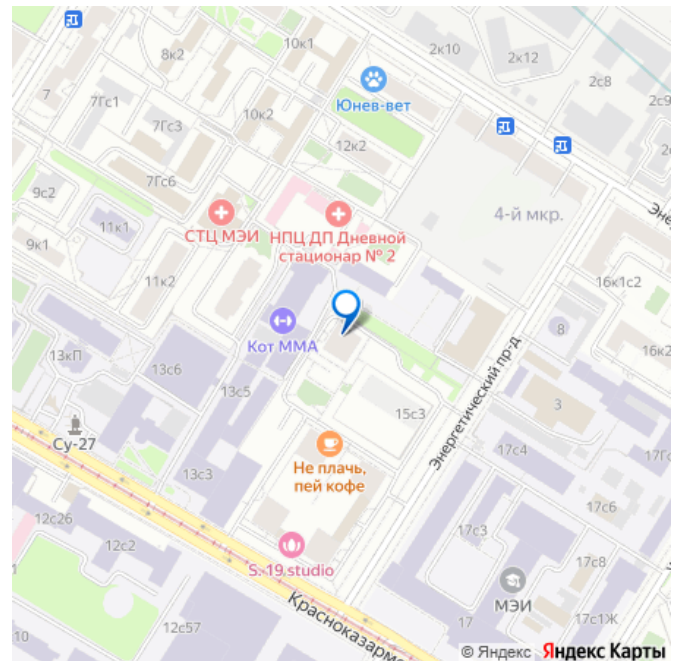 8к2
10к1
2к10
2к12
2с8
2с9
7
7Гс1
Юнев-вет
7Гс3
10к2
12к2
7Гс6
9с2
4-й мкр.
11к1
СТЦ МЭИ
НПЦ ДП Дневной
стационар № 2
9к1
11к2
16к1с2
Кот ММА
8
13кП
13с6
16к2
13с5
Энергетический пр-д
3
15с3
Су-27
17с4
Не плачь,
пей кофе
13с3
12с26
12с2
17с6
17с3
S. 19 studio
17с8
МЭИ
17
17с1Ж
Красноказарме
12с57
10
© Яндекс Яндекс Карты